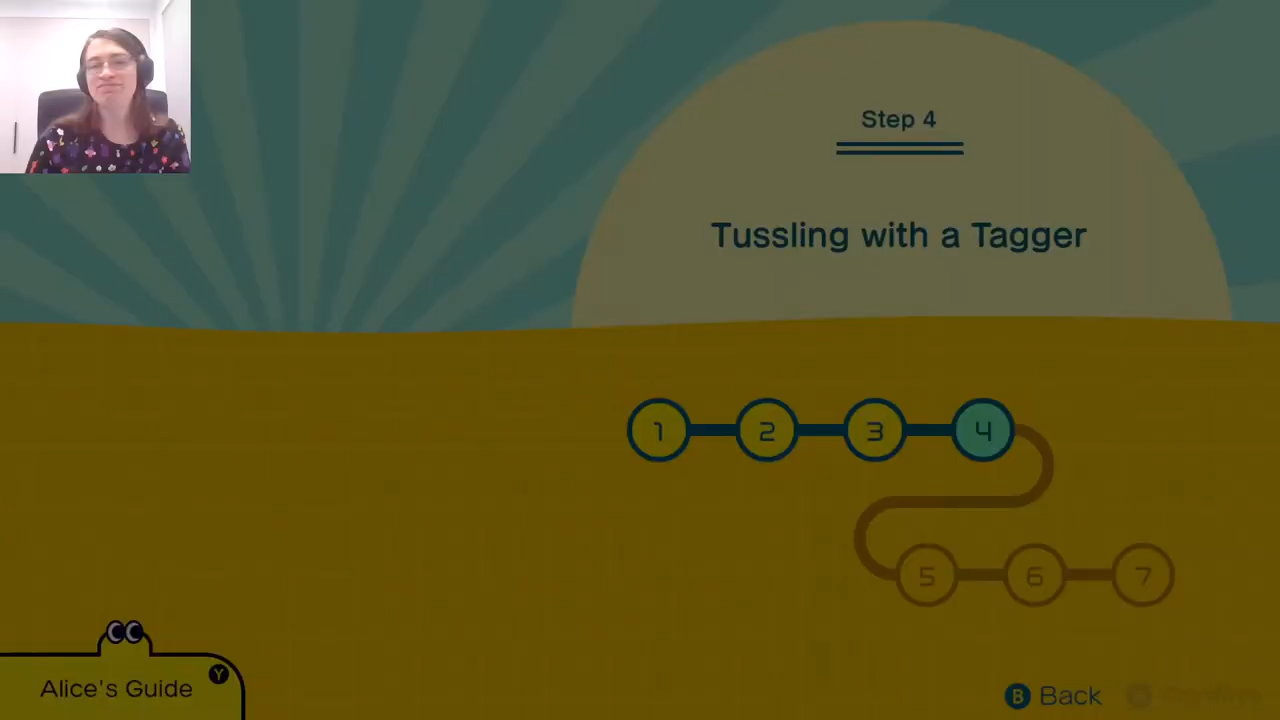 Step 4
Tussling with a Tagger
1 2 3 4
5 6 7
Alice's Guide
Y
B Back